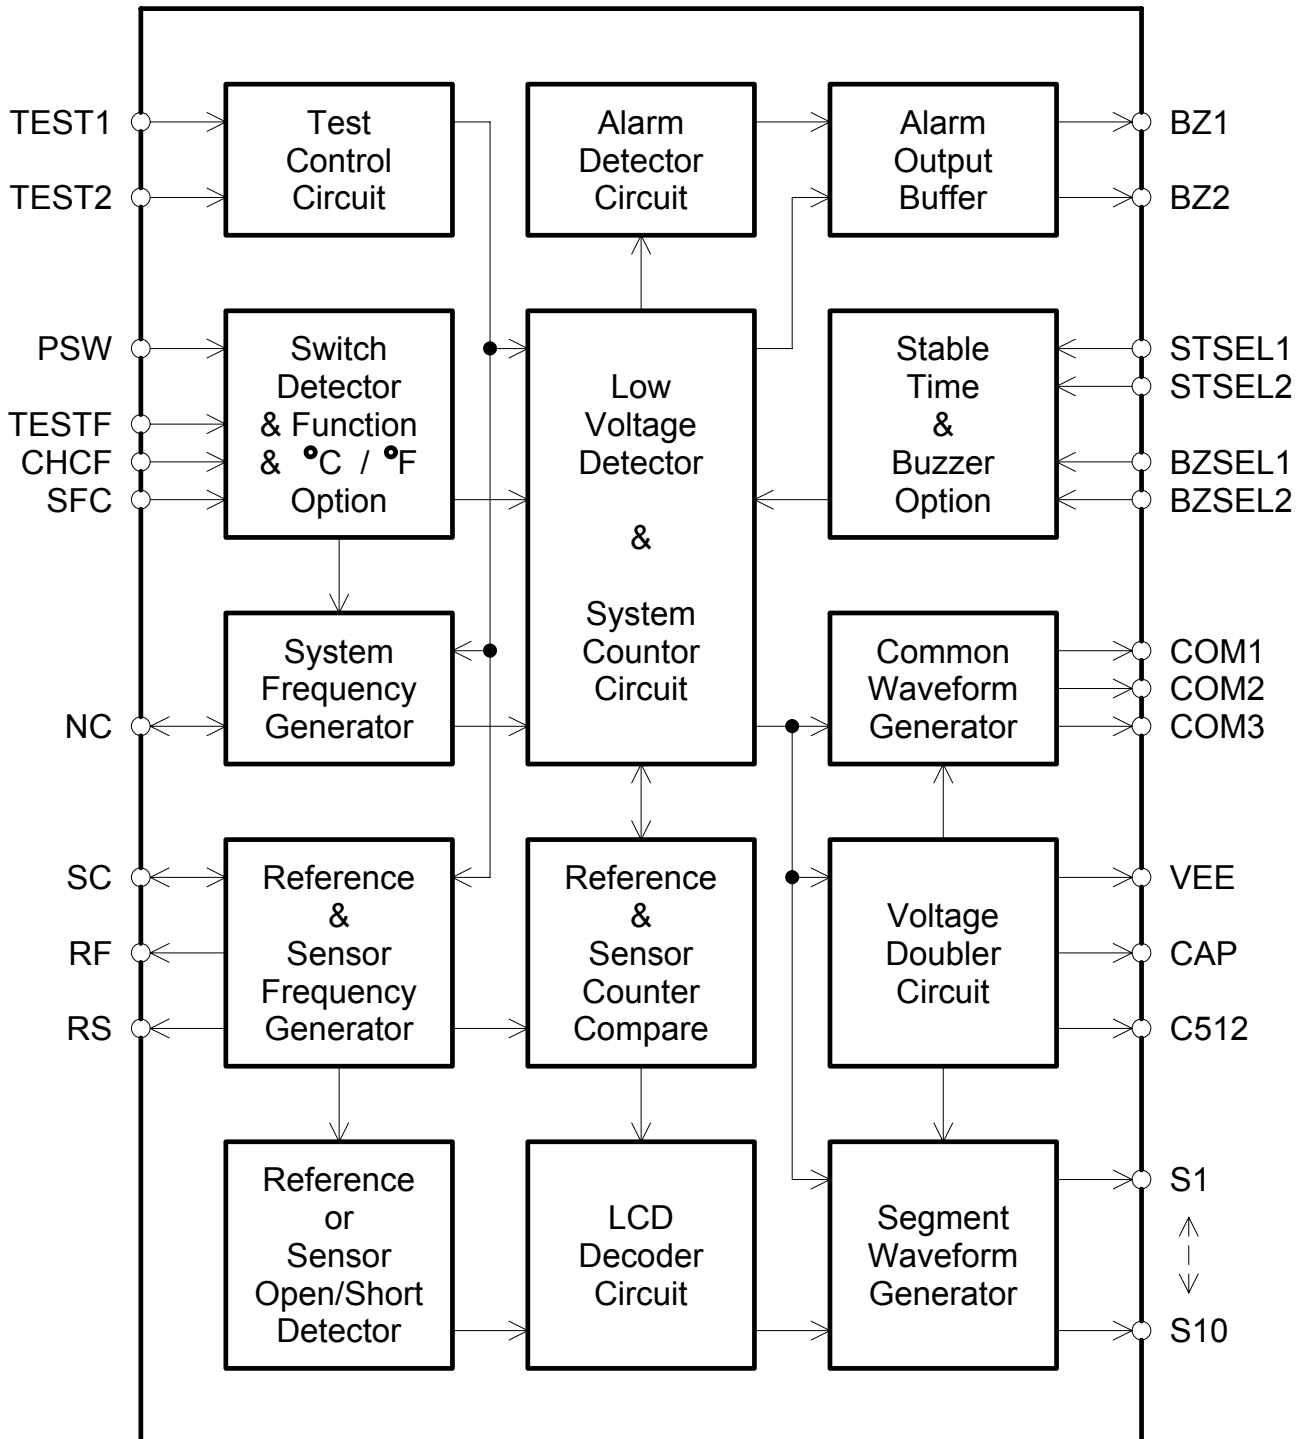 TEST1
TEST2
Test
Control
Circuit
Alarm
Detector
Circuit
Alarm
Output
Buffer
BZ1
BZ2
PSW
TESTF
CHCF
SFC
Switch
Detector
& Function
& °C / °F
Option
Low
Voltage
Detector
&
System
Countor
Circuit
Stable
Time
&
Buzzer
Option
STSEL1
STSEL2
BZSEL1
BZSEL2
NC
System
Frequency
Generator
Common
Waveform
Generator
COM1
COM2
COM3
SC
RF
RS
Reference
&
Sensor
Frequency
Generator
Reference
&
Sensor
Counter
Compare
Voltage
Doubler
Circuit
VEE
CAP
C512
Reference
or
Sensor
Open/Short
Detector
LCD
Decoder
Circuit
Segment
Waveform
Generator
S1
S10